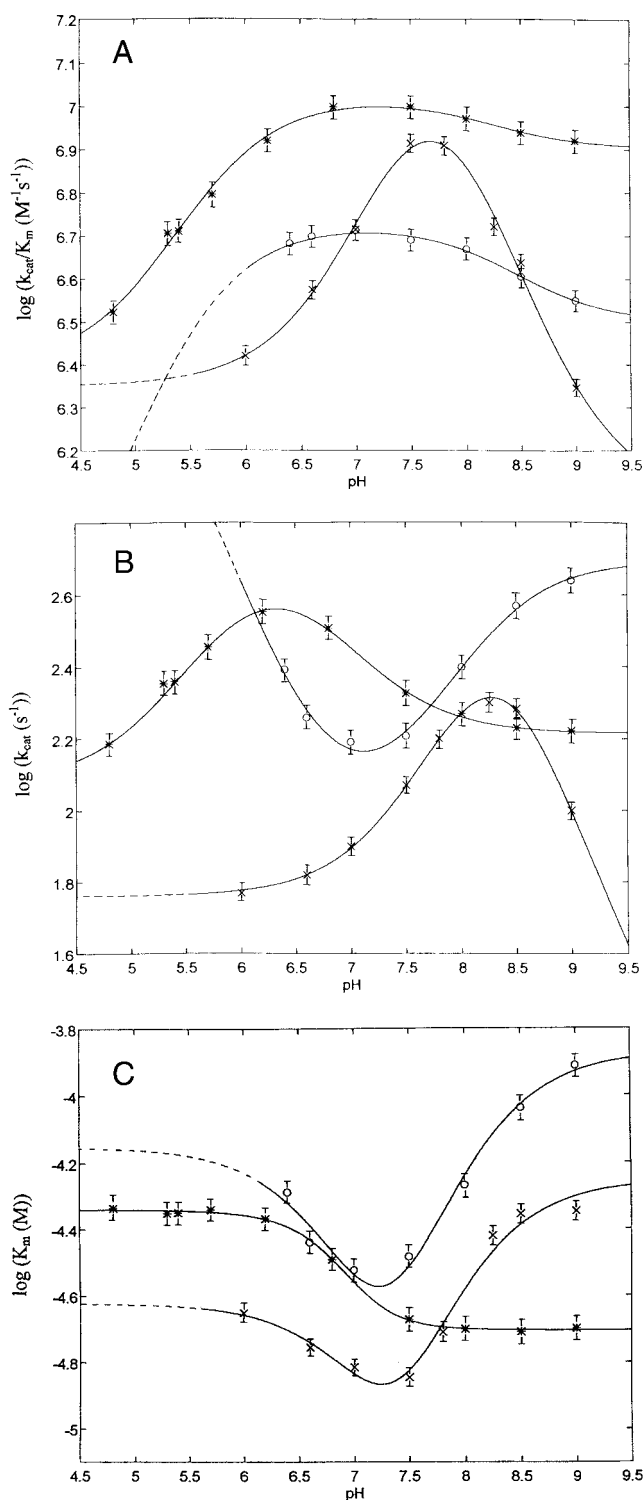 A
7.2
7.1
7
6.9
6.8
6.7
6.6
6.5
6.4
6.3
6.2
log (kcat/Km (M⁻¹s⁻¹))
4.5 5 5.5 6 6.5 7 7.5 8 8.5 9 9.5
pH
B
2.6
2.4
2.2
2
1.8
1.6
log (kcat (s⁻¹))
4.5 5 5.5 6 6.5 7 7.5 8 8.5 9 9.5
pH
C
-3.8
-4
-4.2
-4.4
-4.6
-4.8
-5
log (Km (M))
4.5 5 5.5 6 6.5 7 7.5 8 8.5 9 9.5
pH